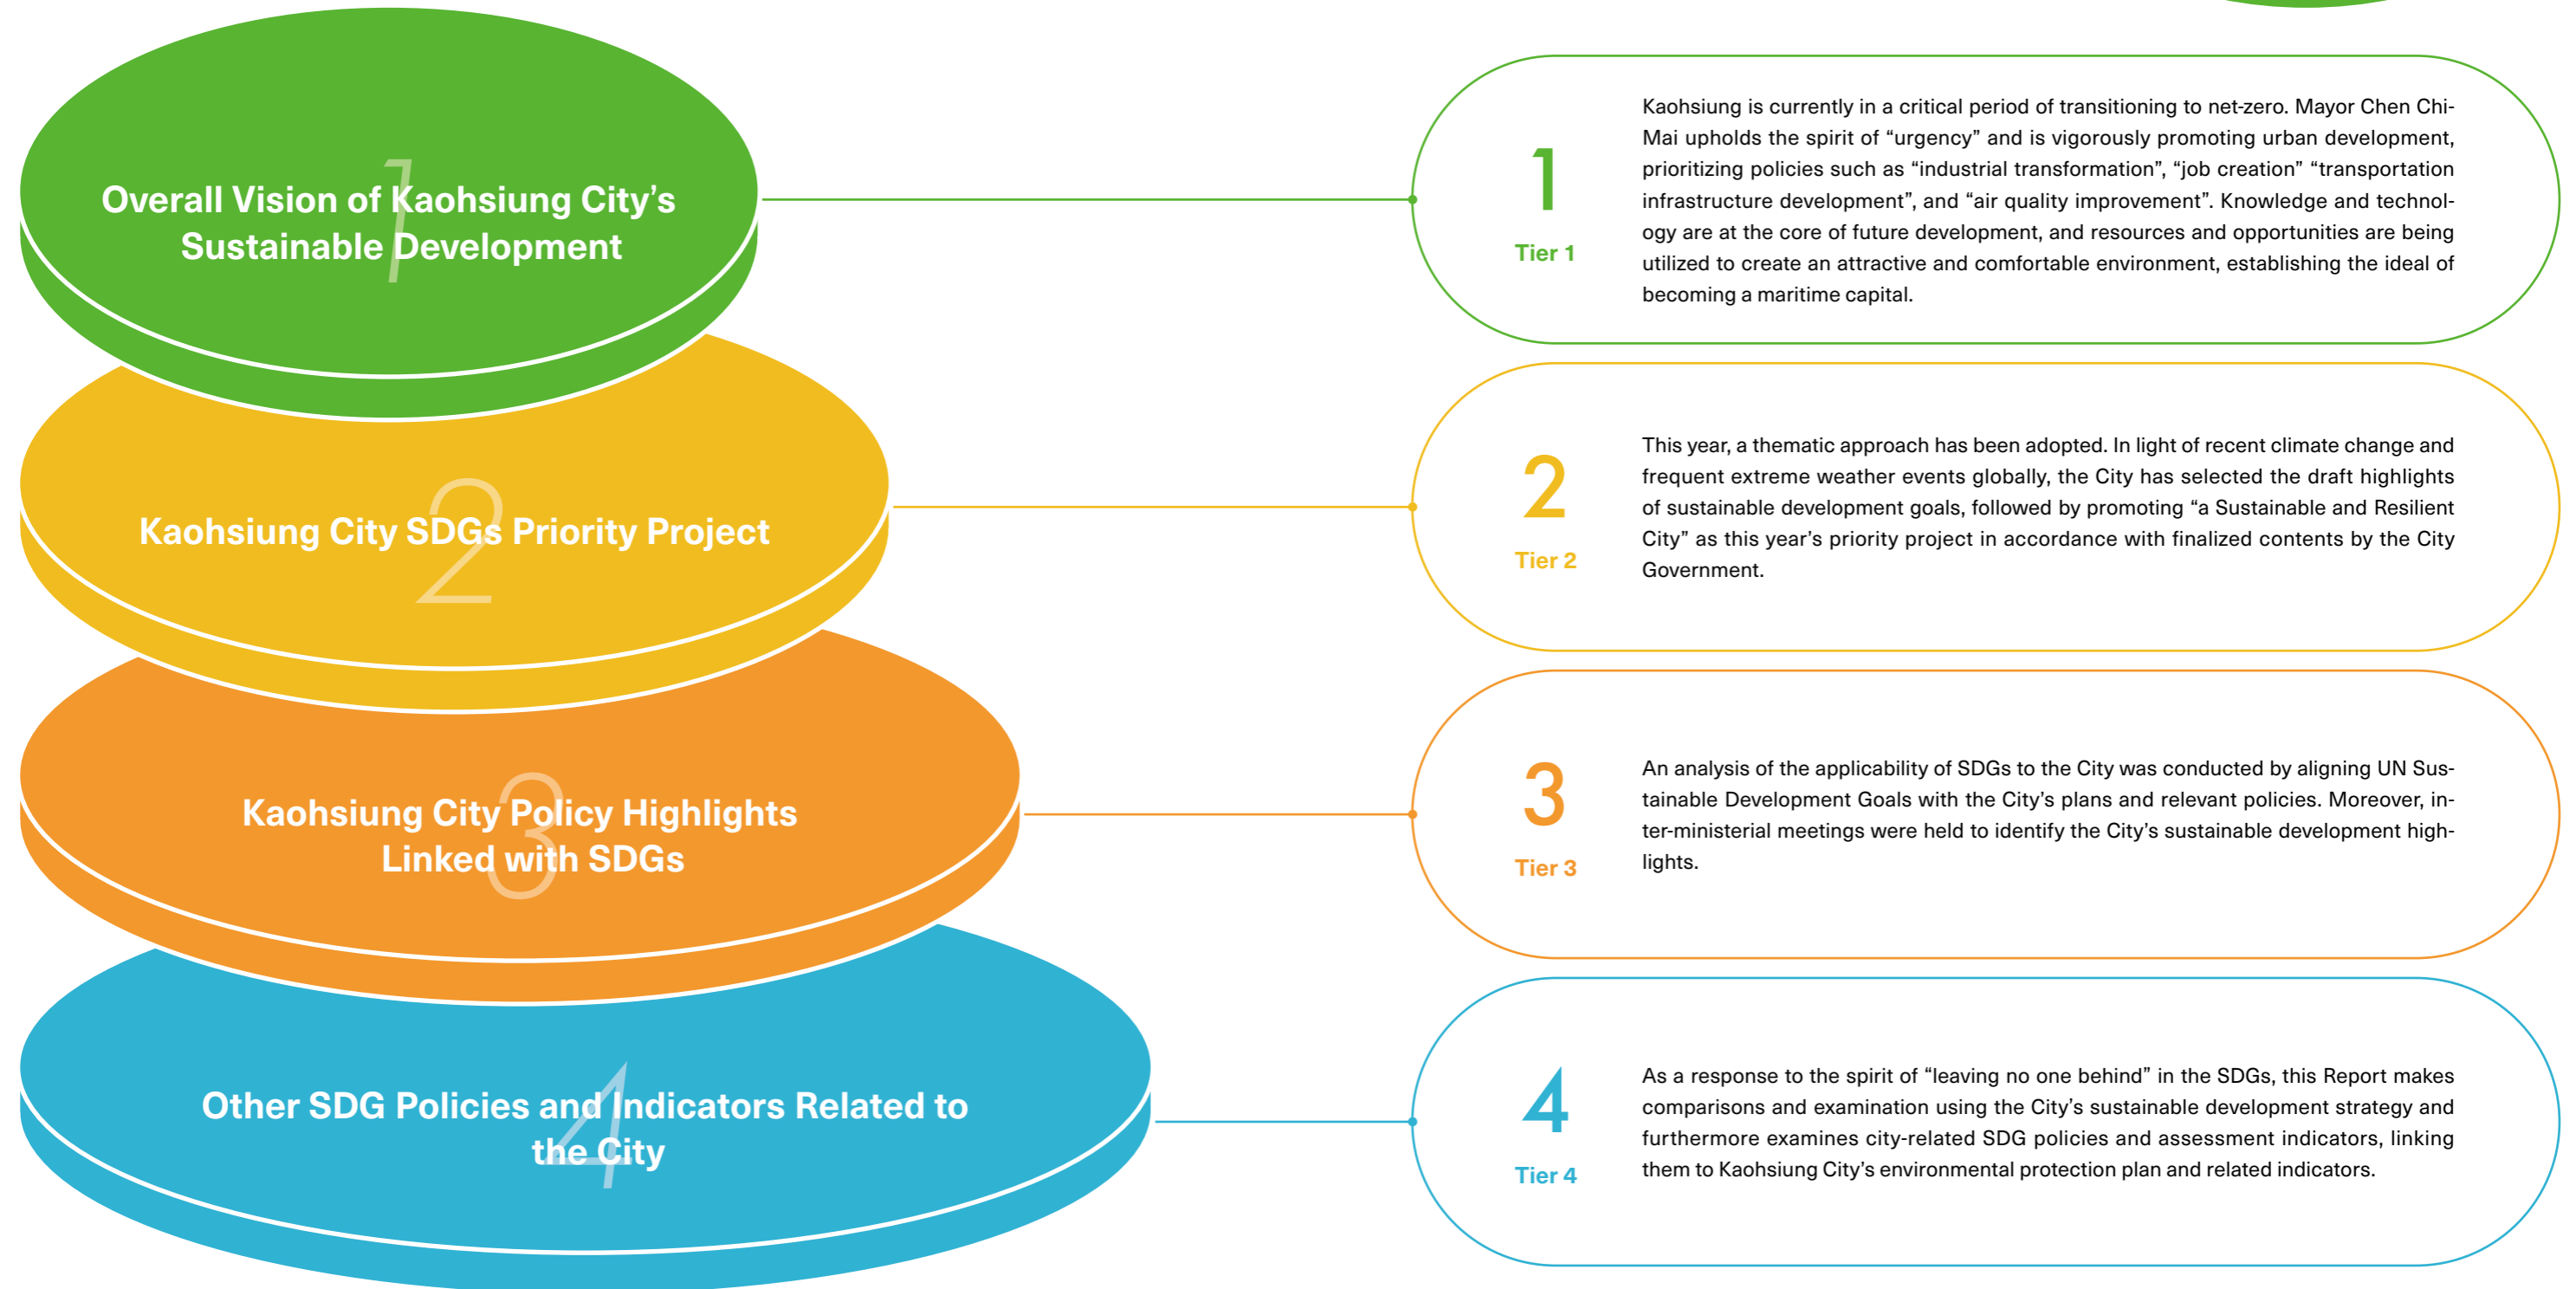 1
Overall Vision of Kaohsiung City’s
Sustainable Development
1
Tier 1
Kaohsiung is currently in a critical period of transitioning to net-zero. Mayor Chen Chi-
Mai upholds the spirit of “urgency” and is vigorously promoting urban development,
prioritizing policies such as “industrial transformation”, “job creation” “transportation
infrastructure development”, and “air quality improvement”. Knowledge and technol-
ogy are at the core of future development, and resources and opportunities are being
utilized to create an attractive and comfortable environment, establishing the ideal of
becoming a maritime capital.
2
Kaohsiung City SDGs Priority Project
2
Tier 2
This year, a thematic approach has been adopted. In light of recent climate change and
frequent extreme weather events globally, the City has selected the draft highlights
of sustainable development goals, followed by promoting “a Sustainable and Resilient
City” as this year’s priority project in accordance with finalized contents by the City
Government.
3
Kaohsiung City Policy Highlights
Linked with SDGs
3
Tier 3
An analysis of the applicability of SDGs to the City was conducted by aligning UN Sus-
tainable Development Goals with the City’s plans and relevant policies. Moreover, in-
ter-ministerial meetings were held to identify the City’s sustainable development high-
lights.
4
Other SDG Policies and Indicators Related to
the City
4
Tier 4
As a response to the spirit of “leaving no one behind” in the SDGs, this Report makes
comparisons and examination using the City’s sustainable development strategy and
furthermore examines city-related SDG policies and assessment indicators, linking
them to Kaohsiung City’s environmental protection plan and related indicators.